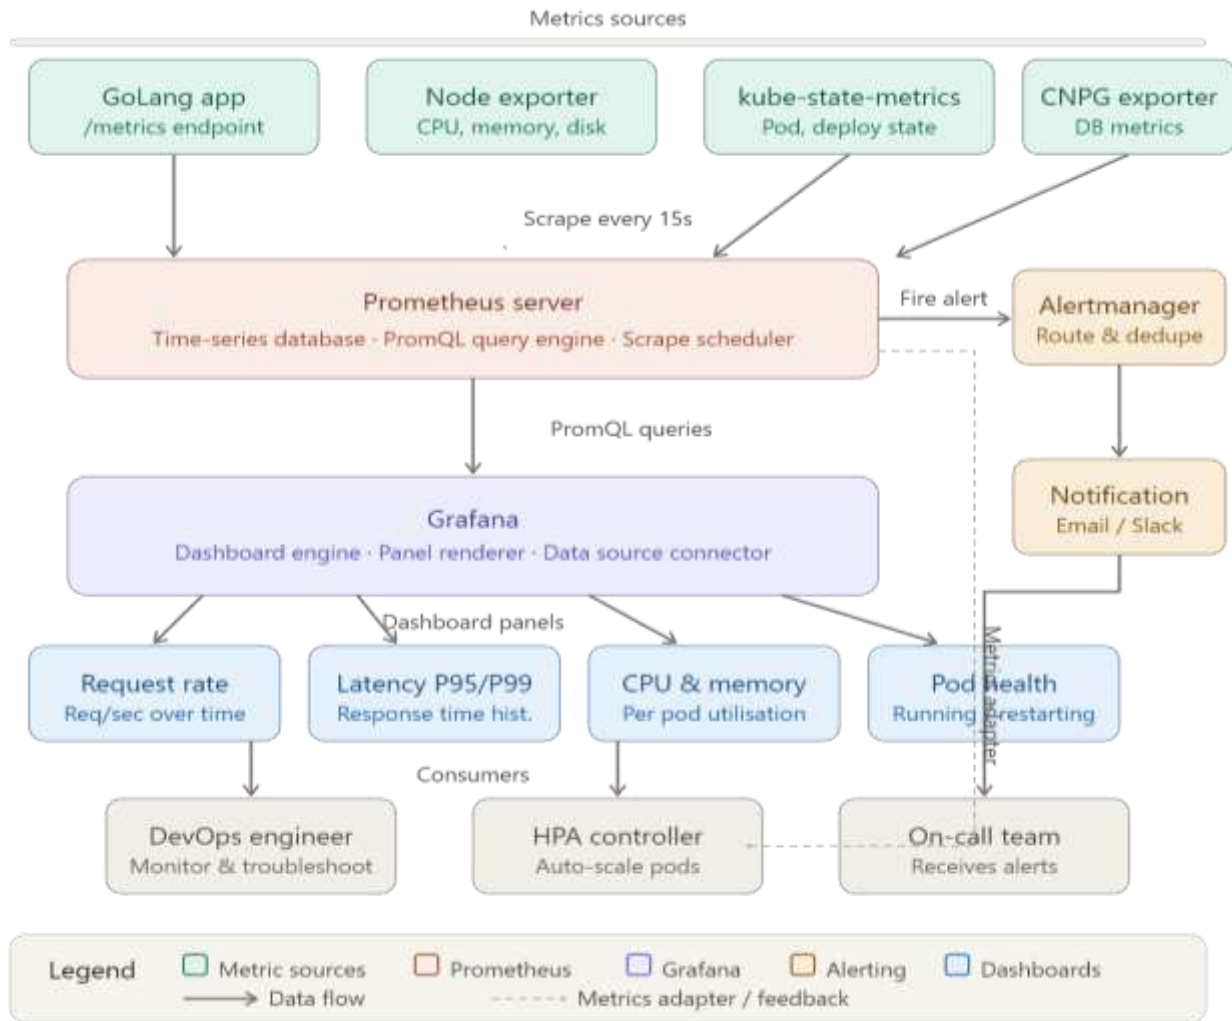 Metrics sources
GoLang app
/metrics endpoint
Node exporter
CPU, memory, disk
kube-state-metrics
Pod, deploy state
CNPG exporter
DB metrics
Scrape every 15s
Prometheus server
Time-series database · PromQL query engine · Scrape scheduler
Fire alert
Alertmanager
Route & dedupe
PromQL queries
Notification
Email / Slack
Grafana
Dashboard engine · Panel renderer · Data source connector
Dashboard panels
Request rate
Req/sec over time
Latency P95/P99
Response time hist.
CPU & memory
Per pod utilisation
Pod health
Running restarting
Metrics adapter
Consumers
DevOps engineer
Monitor & troubleshoot
HPA controller
Auto-scale pods
On-call team
Receives alerts
Legend
Metric sources
Prometheus
Grafana
Alerting
Dashboards
Data flow
Metrics adapter / feedback